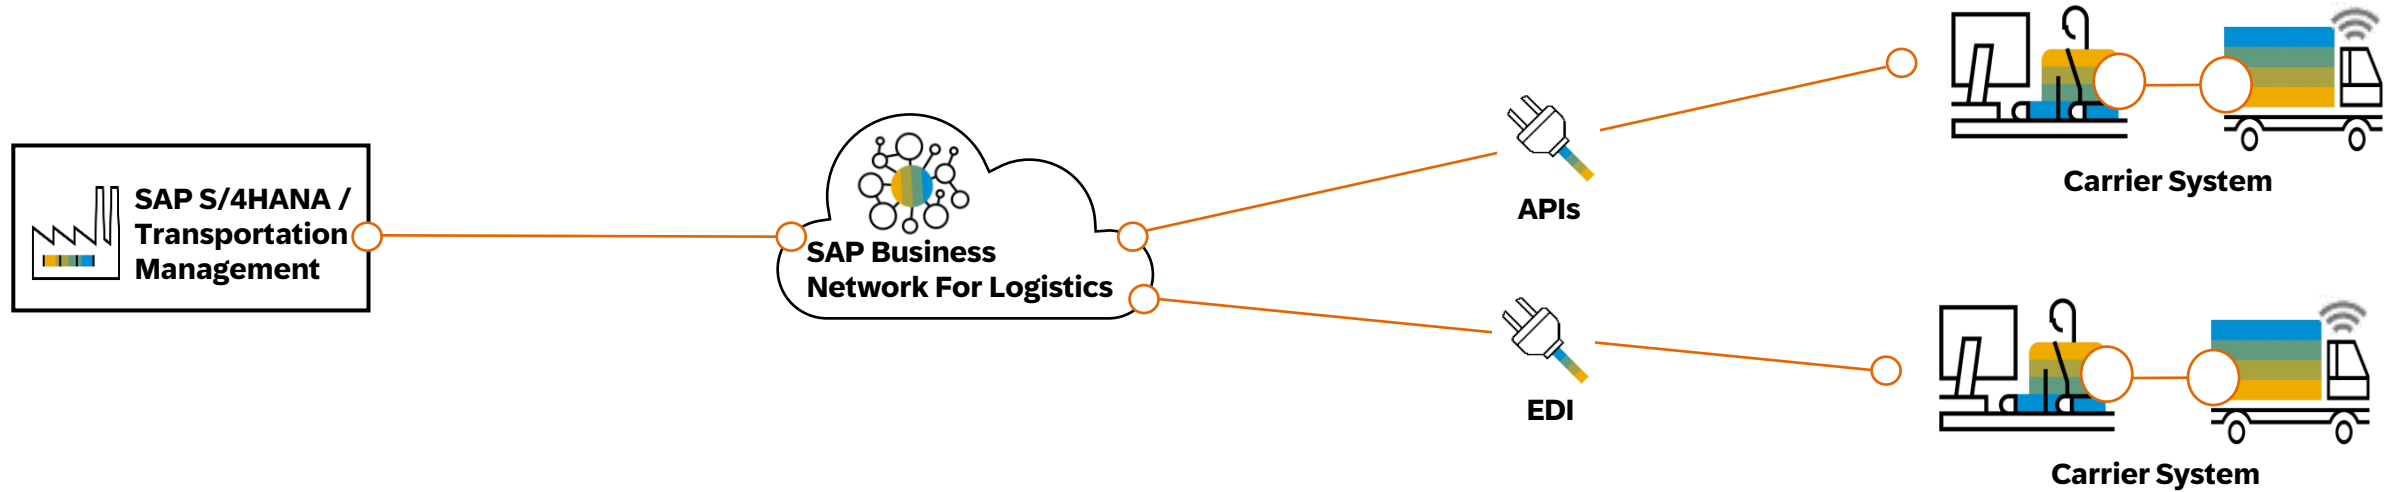 SAP S/4HANA /
Transportation
Management
SAP Business
Network For Logistics
APIs
Carrier System
EDI
Carrier System